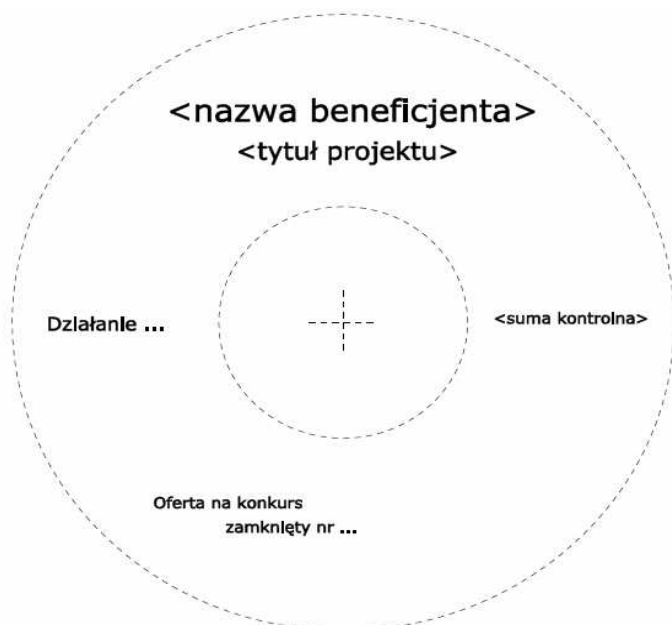 <nazwa beneficjenta>
<tytuł projektu>
Działanie ...
<suma kontrolna>
Oferta na konkurs
zamknięty nr ...